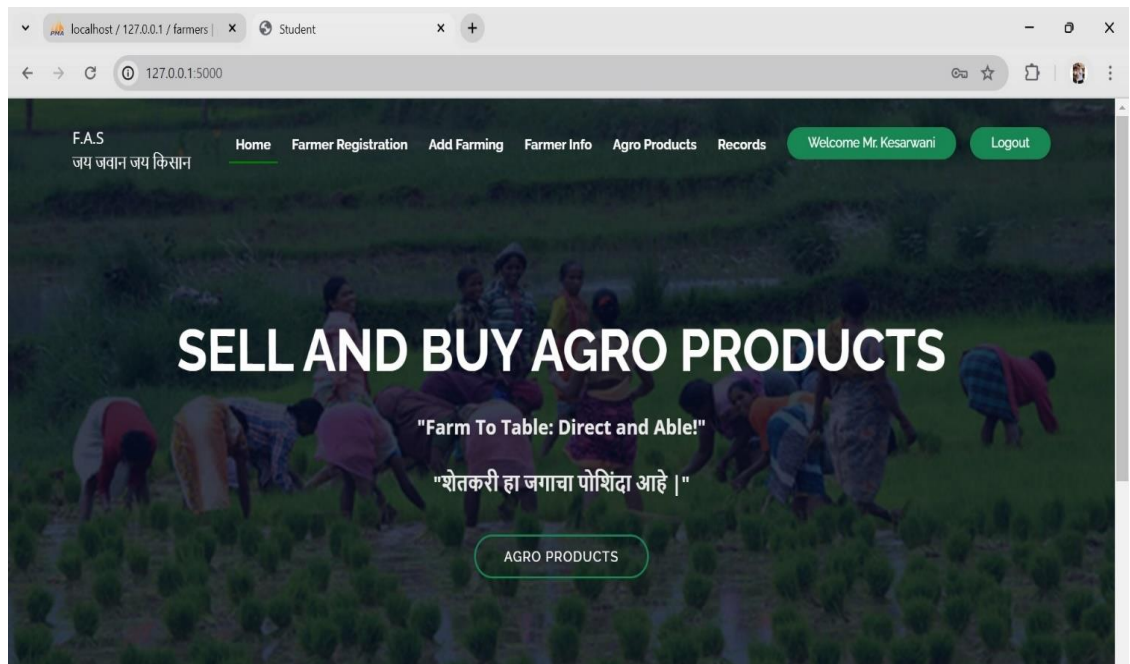 localhost / 127.0.0.1 / farmers |
Student
127.0.0.1:5000
F.A.S
जय जवान जय किसान
Home Farmer Registration Add Farming Farmer Info Agro Products Records Welcome Mr. Kesarwani Logout
SELL AND BUY AGRO PRODUCTS
"Farm To Table: Direct and Able!"
"शेतकरी हा जगाचा पोशिंदा आहे |"
AGRO PRODUCTS